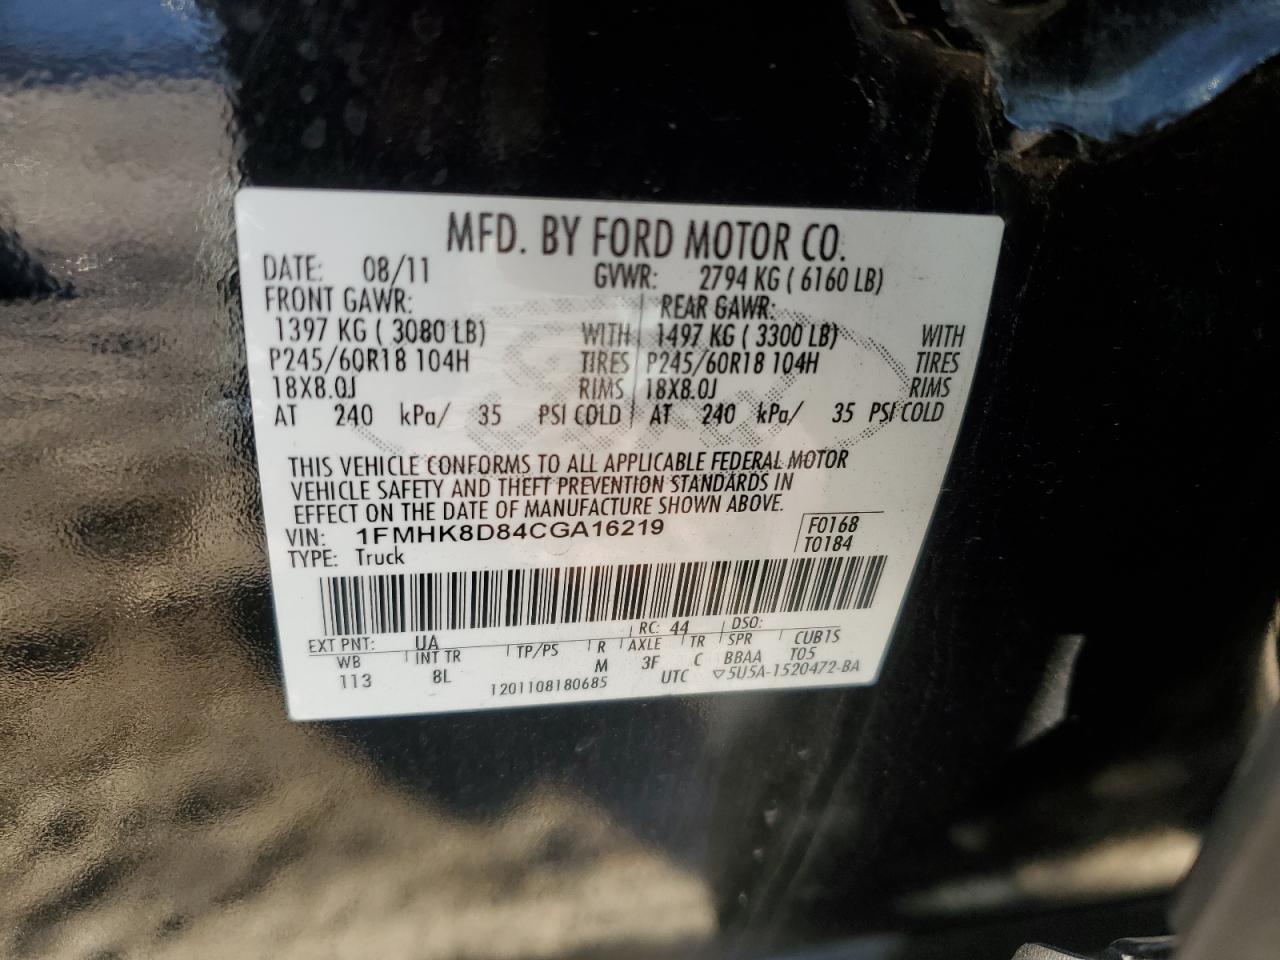 MFD. BY FORD MOTOR CO.
DATE: 08/11 GVWR: 2794 KG ( 6160 LB)
FRONT GAWR: REAR GAWR:
1397 KG ( 3080 LB) WITH 1497 KG ( 3300 LB) WITH
P245/60R18 104H TIRES P245/60R18 104H TIRES
18X8.0J RIMS 18X8.0J RIMS
AT 240 kPa/ 35 PSI COLD AT 240 kPa/ 35 PSI COLD
THIS VEHICLE CONFORMS TO ALL APPLICABLE FEDERAL MOTOR
VEHICLE SAFETY AND THEFT PREVENTION STANDARDS IN
EFFECT ON THE DATE OF MANUFACTURE SHOWN ABOVE.
VIN: 1FMHK8D84CGA16219 F0168
TYPE: Truck T0184
RC: 44 DSO:
EXT PNT: UA R AXLE TR SPR CUB1S
WB INT TR TP/PS M 3F C BBAA T05
113 8L 1201108180685 UTC ▽5U5A-1520472-BA